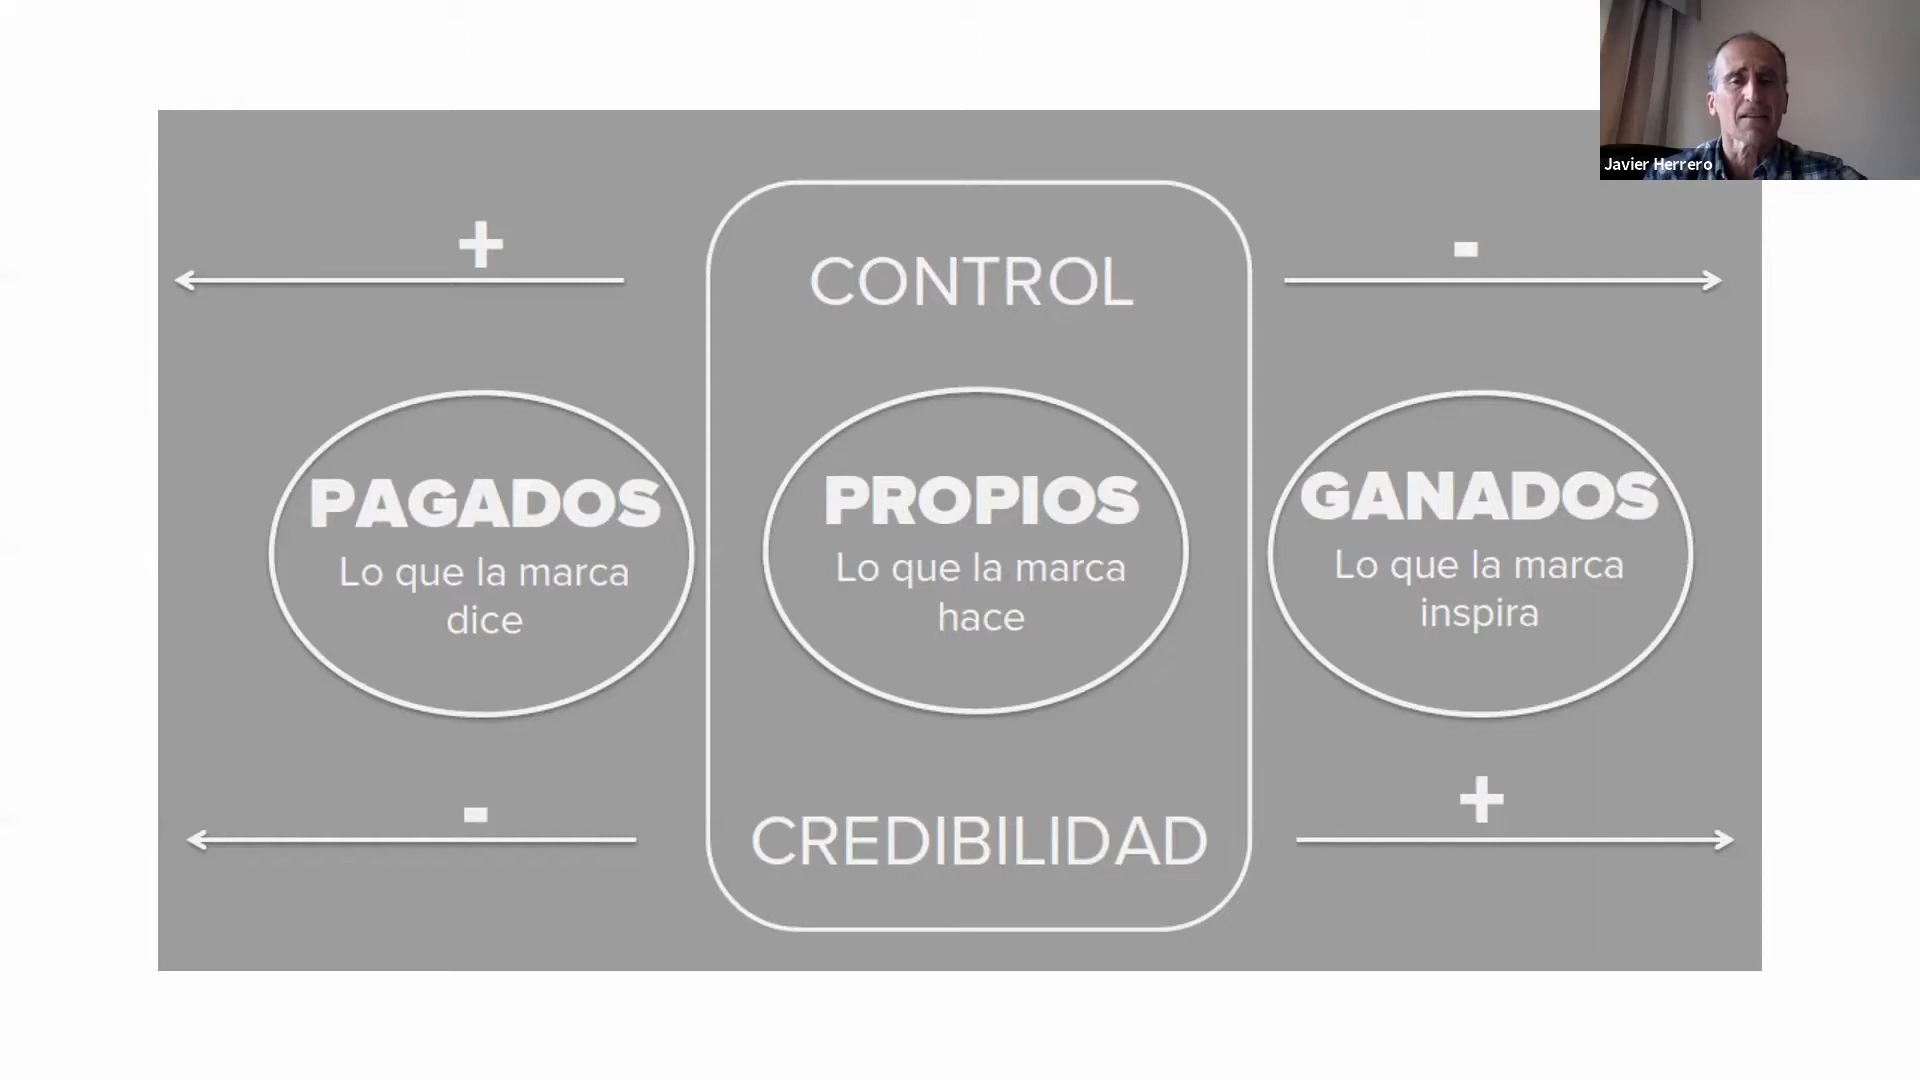 Javier Herrero
+
CONTROL
-
PAGADOS
Lo que la marca
dice
PROPIOS
Lo que la marca
hace
GANADOS
Lo que la marca
inspira
-
CREDIBILIDAD
+